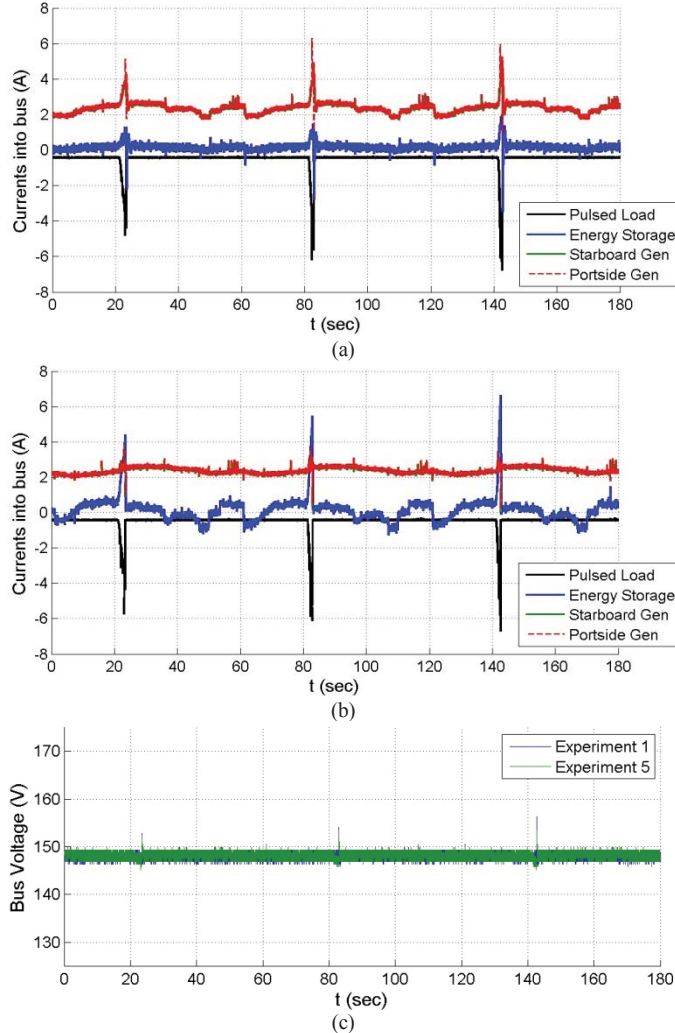 8
6
4
2
0
-2
-4
-6
-8
Currents into bus (A)
Pulsed Load
Energy Storage
Starboard Gen
Portside Gen
0 20 40 60 80 100 120 140 160 180
t (sec)
(a)
8
6
4
2
0
-2
-4
-6
-8
Currents into bus (A)
Pulsed Load
Energy Storage
Starboard Gen
Portside Gen
0 20 40 60 80 100 120 140 160 180
t (sec)
(b)
170
160
150
140
130
Bus Voltage (V)
Experiment 1
Experiment 5
0 20 40 60 80 100 120 140 160 180
t (sec)
(c)